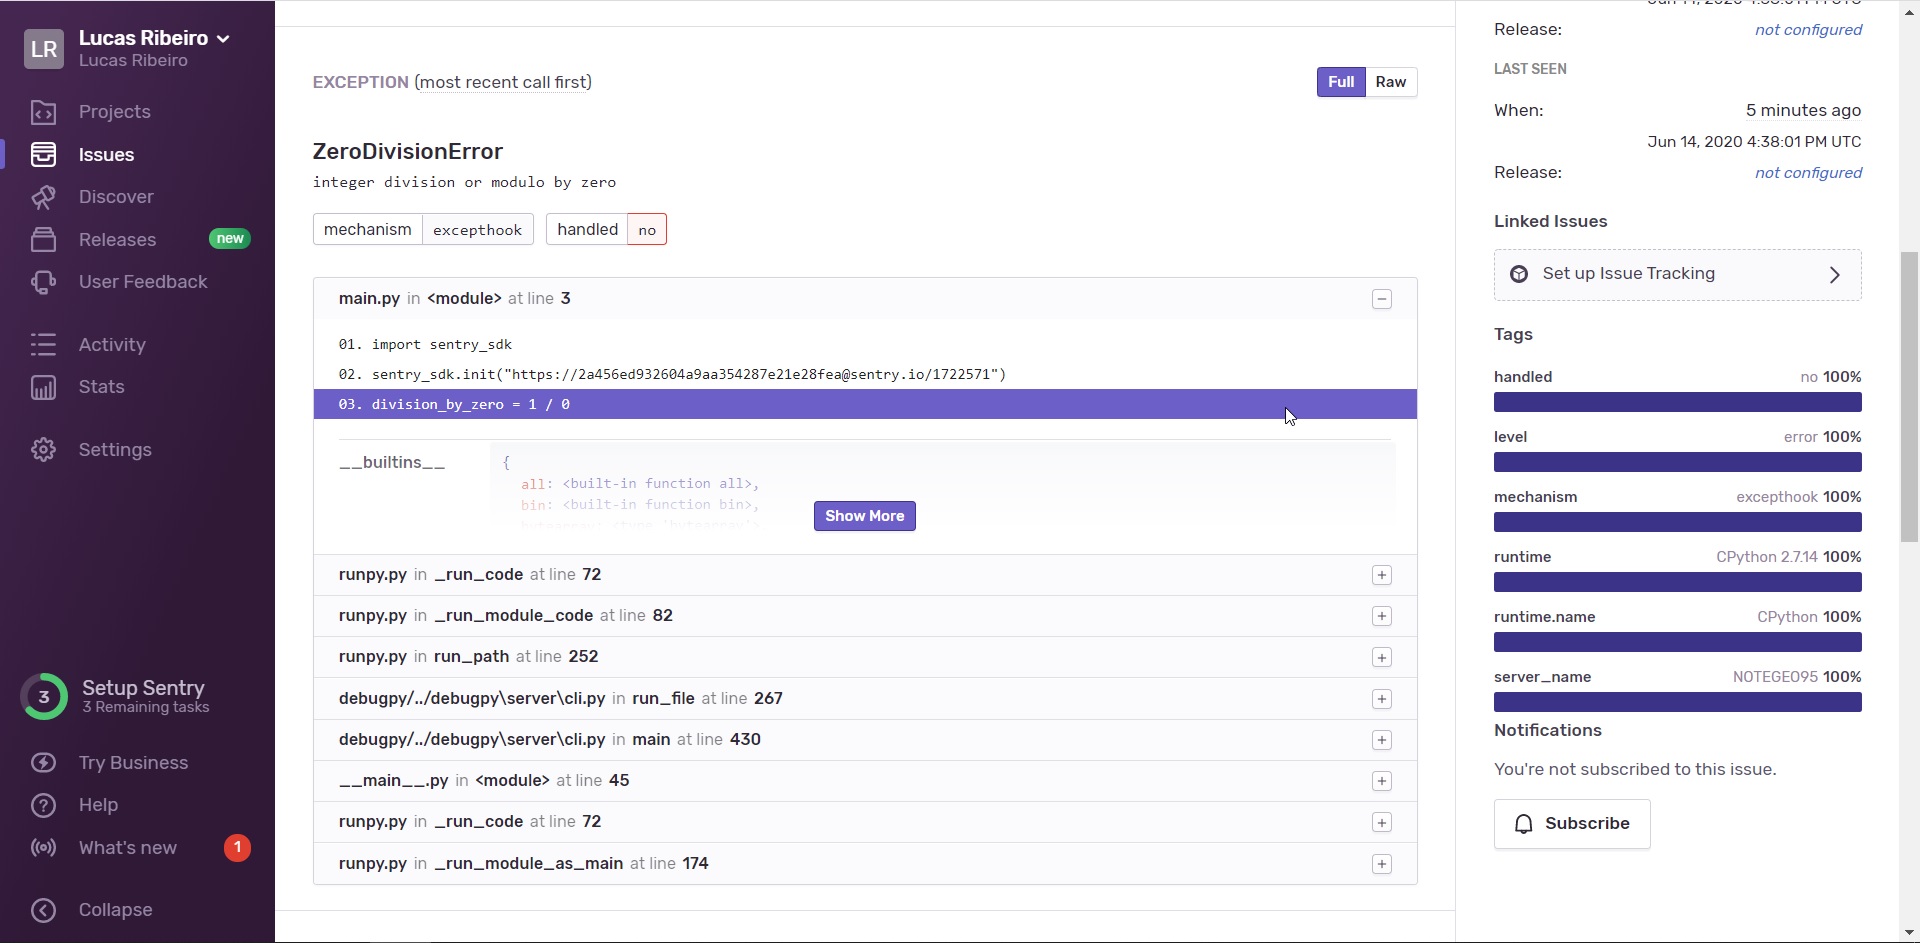 LR
Lucas Ribeiro
Lucas Ribeiro
Projects
Issues
Discover
Releases new
User Feedback
Activity
Stats
Settings
3
Setup Sentry
3 Remaining tasks
Try Business
Help
What's new 1
Collapse
EXCEPTION (most recent call first)
Full Raw
ZeroDivisionError
integer division or modulo by zero
mechanism excepthook handled no
main.py in <module> at line 3
01. import sentry_sdk
02. sentry_sdk.init("https://2a456ed932604a9aa354287e21e28fea@sentry.io/1722571")
03. division_by_zero = 1 / 0
__builtins__ {
all: <built-in function all>,
bin: <built-in function bin>,
bytearray: <type 'bytearray'>
Show More
runpy.py in _run_code at line 72
runpy.py in _run_module_code at line 82
runpy.py in run_path at line 252
debugpy/../debugpy\server\cli.py in run_file at line 267
debugpy/../debugpy\server\cli.py in main at line 430
__main__.py in <module> at line 45
runpy.py in _run_code at line 72
runpy.py in _run_module_as_main at line 174
Release: not configured
LAST SEEN
When: 5 minutes ago
Jun 14, 2020 4:38:01 PM UTC
Release: not configured
Linked Issues
Set up Issue Tracking
Tags
handled no 100%
level error 100%
mechanism excepthook 100%
runtime CPython 2.7.14 100%
runtime.name CPython 100%
server_name NOTEGEO95 100%
Notifications
You're not subscribed to this issue.
Subscribe